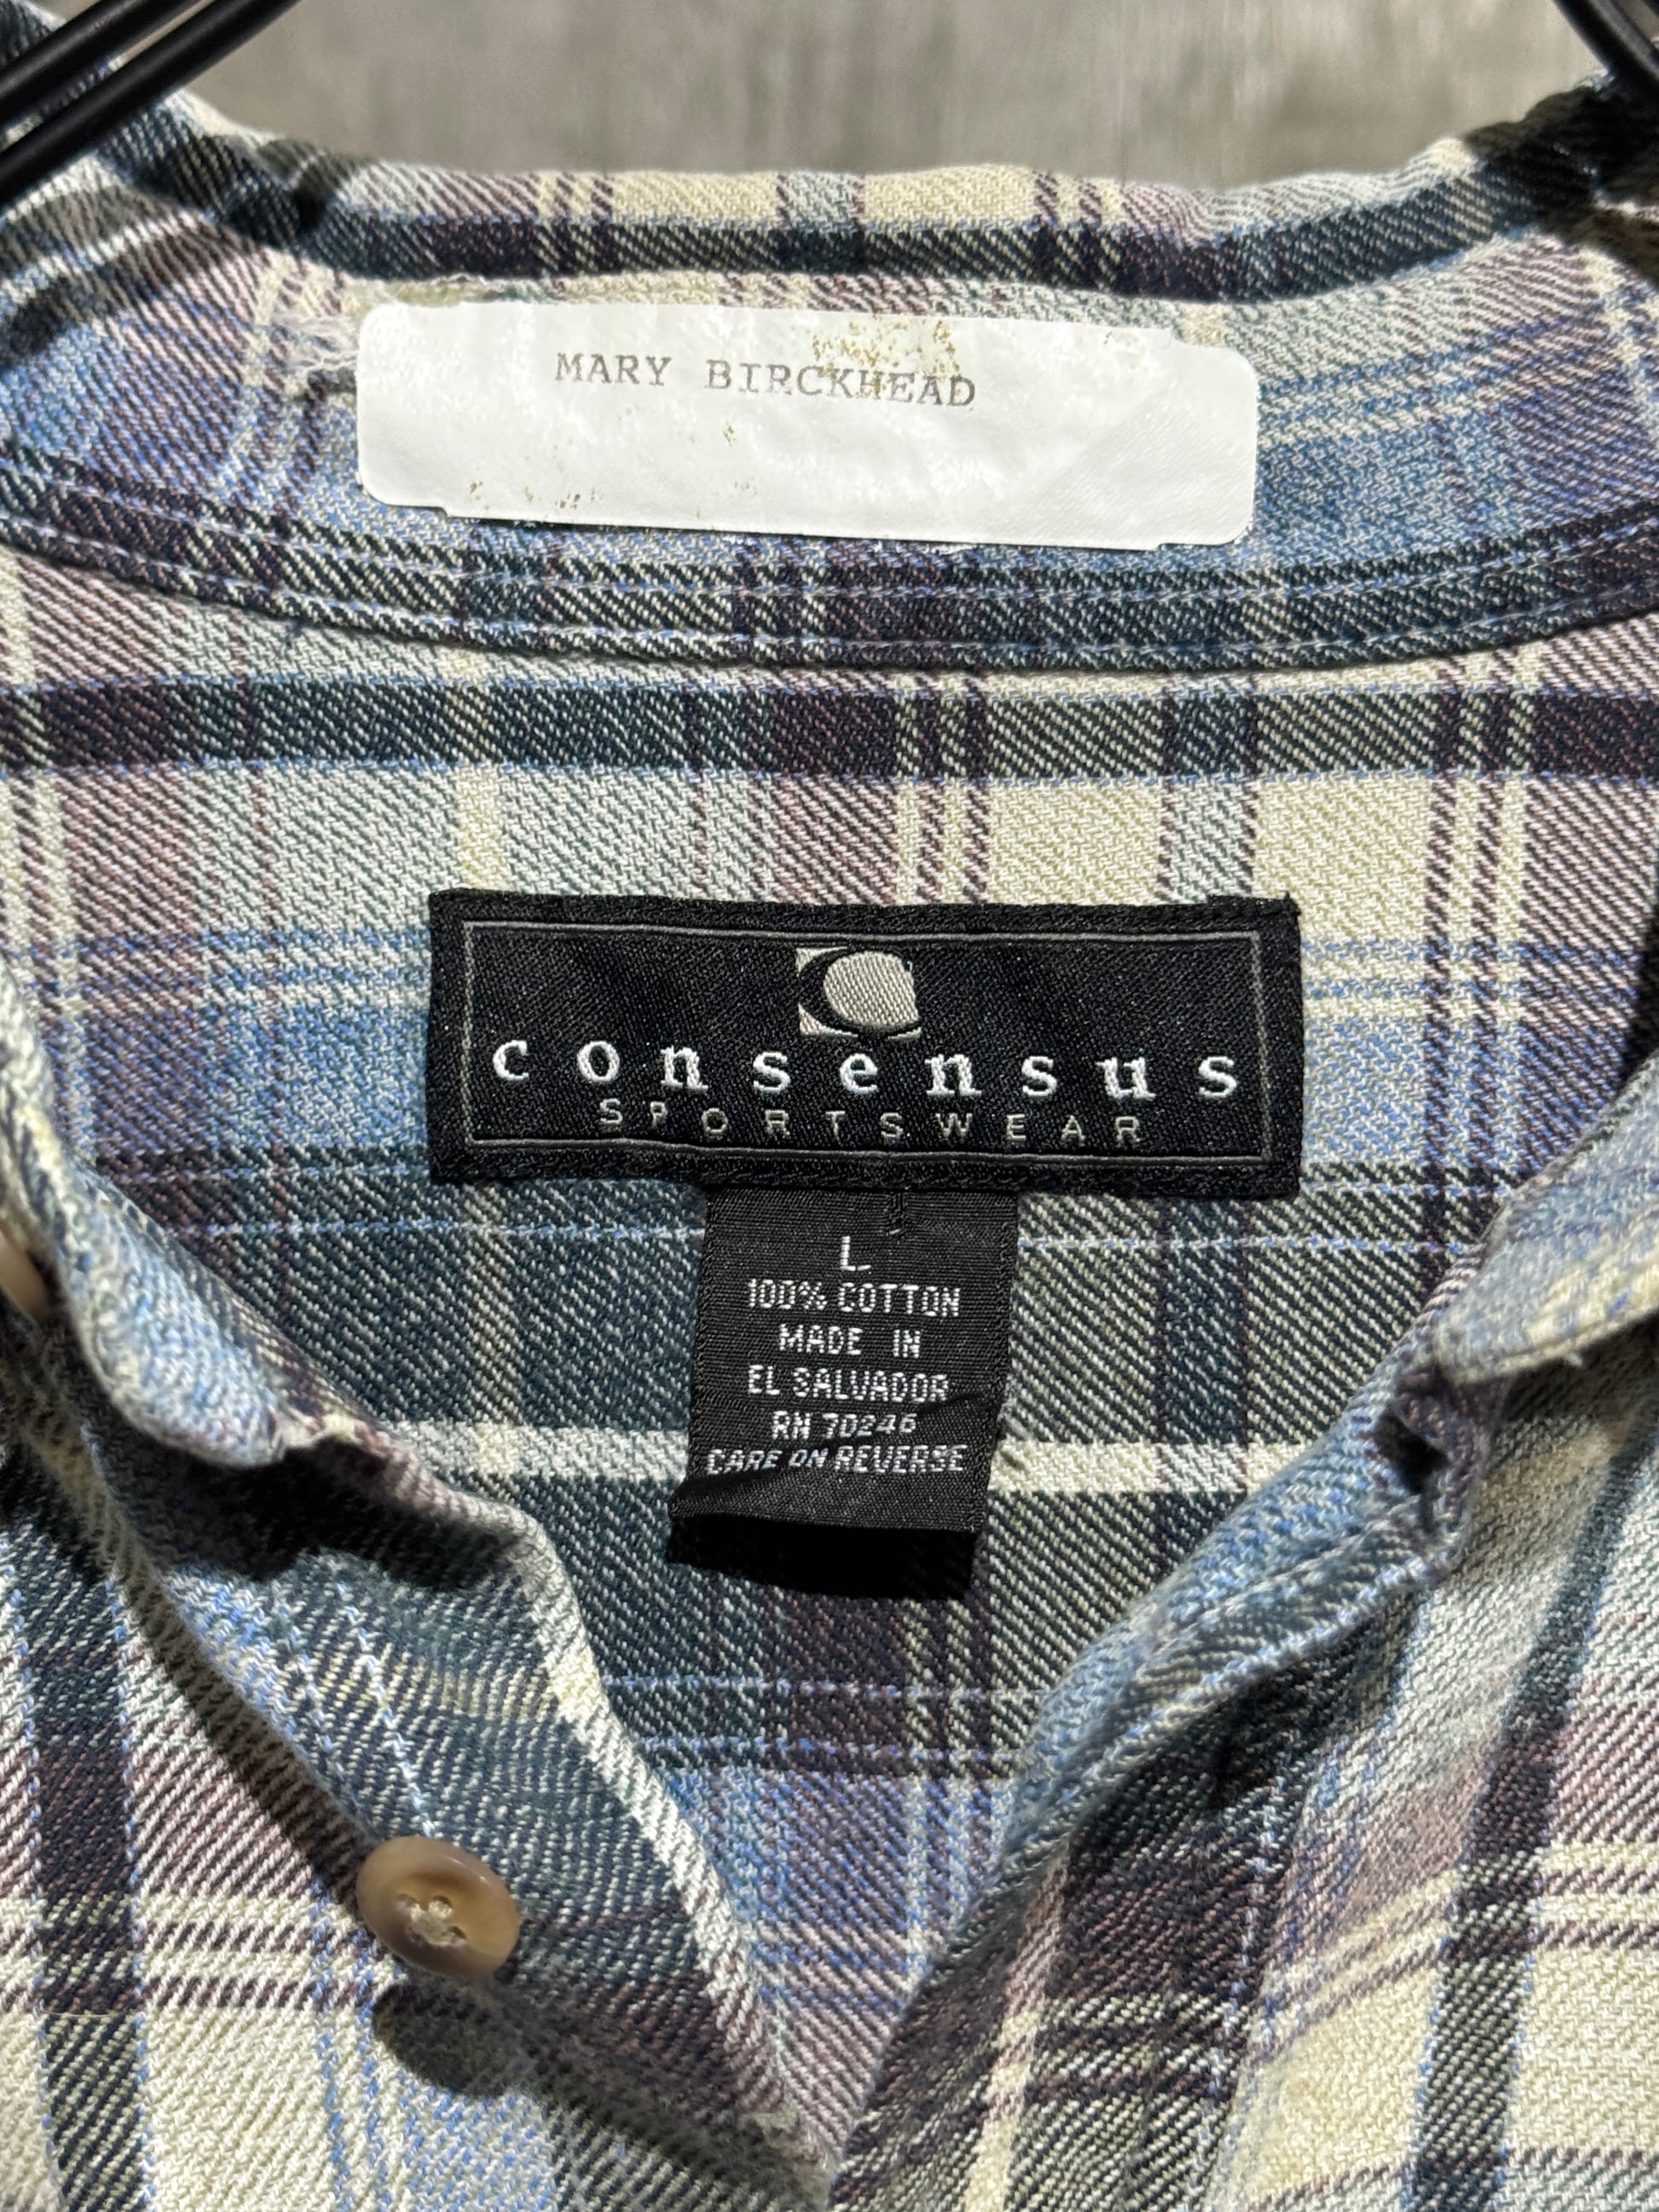 MARY BIRCKHEAD
consensus
SPORTSWEAR
L
100% COTTON
MADE IN
EL SALVADOR
RN 70246
CARE ON REVERSE